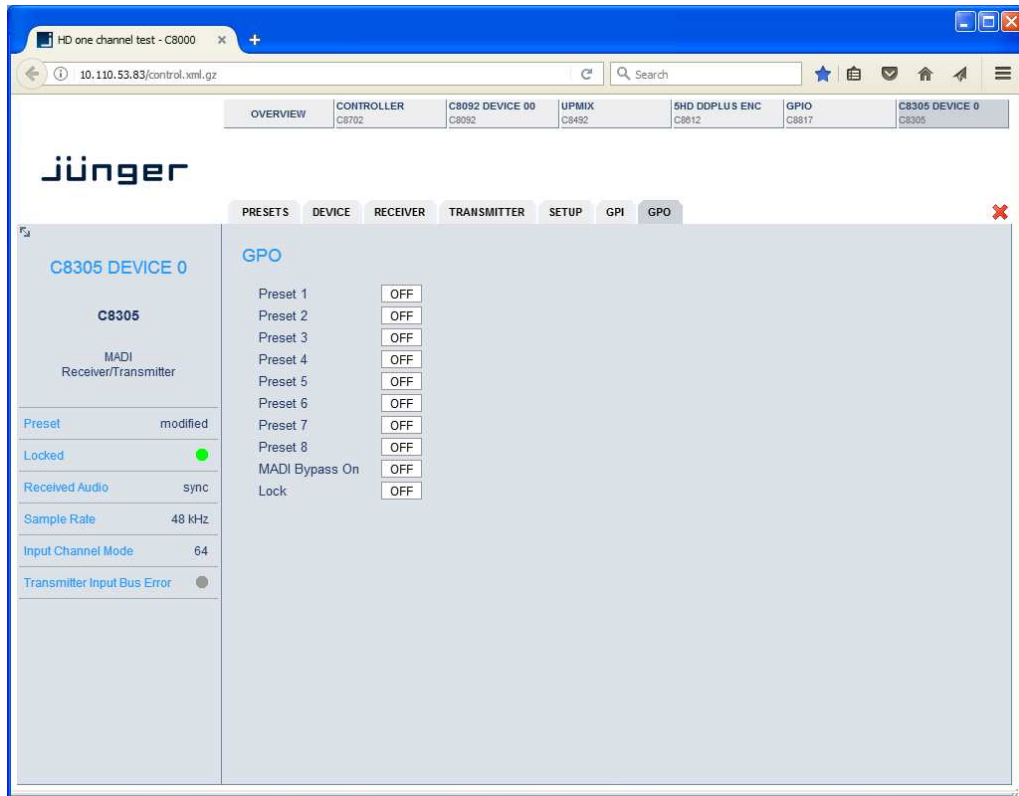 HD one channel test - C8000
10.110.53.83/control.xml.gz
Search
OVERVIEW
CONTROLLER
C8702
C8092 DEVICE 00
C8092
UPMIX
C8492
5HD DDPLUS ENC
C8612
GPIO
C8817
C8305 DEVICE 0
C8305
jünger
PRESETS DEVICE RECEIVER TRANSMITTER SETUP GPI GPO
C8305 DEVICE 0
C8305
MADI
Receiver/Transmitter
Preset modified
Locked
Received Audio sync
Sample Rate 48 kHz
Input Channel Mode 64
Transmitter Input Bus Error
GPO
Preset 1 OFF
Preset 2 OFF
Preset 3 OFF
Preset 4 OFF
Preset 5 OFF
Preset 6 OFF
Preset 7 OFF
Preset 8 OFF
MADI Bypass On OFF
Lock OFF